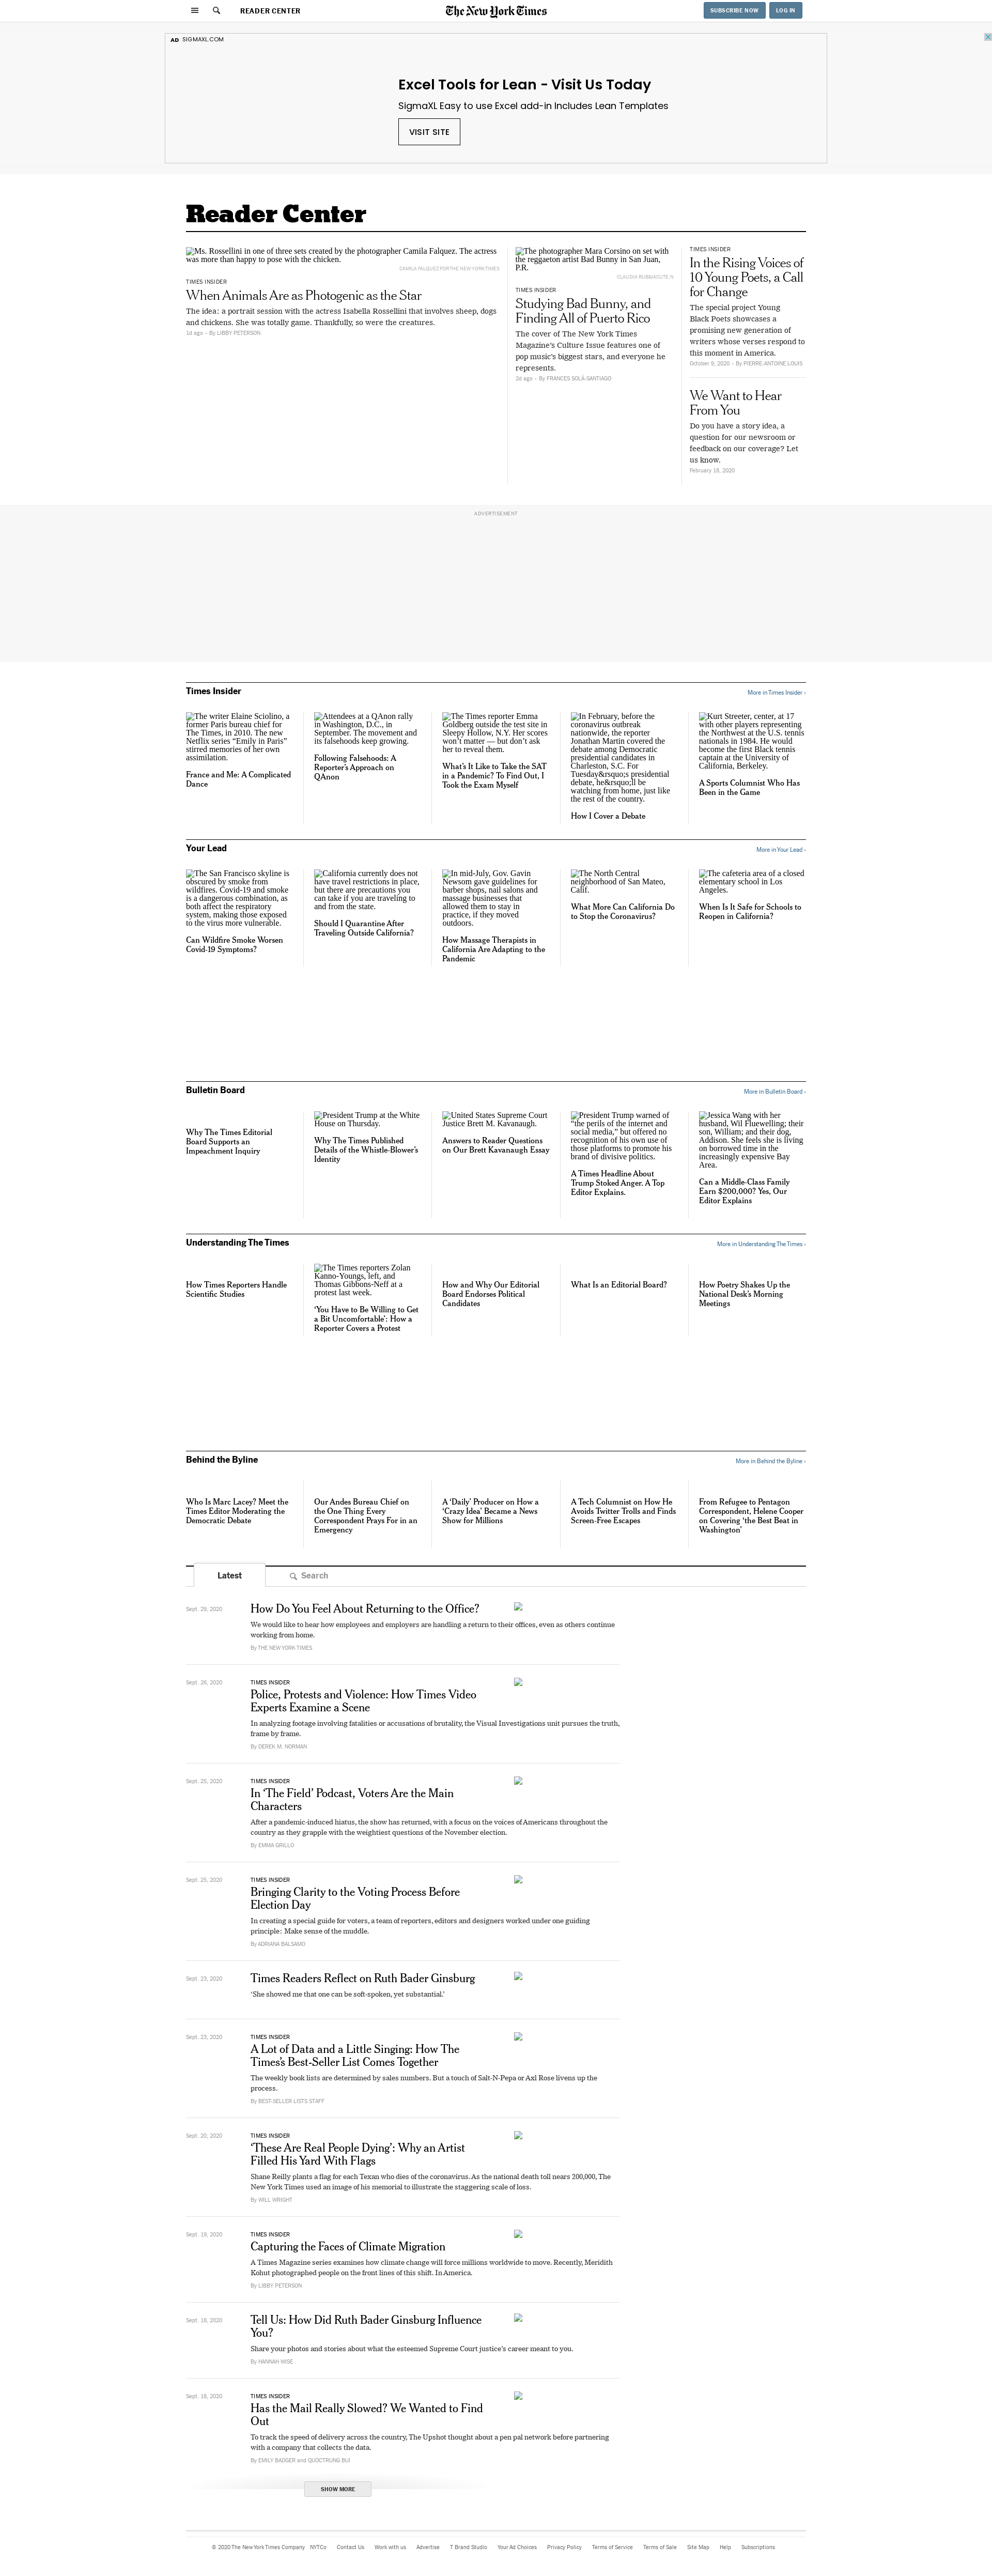 READER CENTER
The New York Times
SUBSCRIBE NOW
LOG IN
AD SIGMAXL.COM
Excel Tools for Lean - Visit Us Today
SigmaXL Easy to use Excel add-in Includes Lean Templates
VISIT SITE
Reader Center
Ms. Rossellini in one of three sets created by the photographer Camila Falquez. The actress
was more than happy to pose with the chicken.
CAMILA FALQUEZ FOR THE NEW YORK TIMES
TIMES INSIDER
When Animals Are as Photogenic as the Star
The idea: a portrait session with the actress Isabella Rossellini that involves sheep, dogs
and chickens. She was totally game. Thankfully, so were the creatures.
1d ago – By LIBBY PETERSON
The photographer Mara Corsino on set with
the reggaeton artist Bad Bunny in San Juan,
P.R.
TIMES INSIDER
Studying Bad Bunny, and
Finding All of Puerto Rico
The cover of The New York Times
Magazine's Culture Issue features one of
pop music's biggest stars, and everyone he
represents.
2d ago – By FRANCES SOLÁ-SANTIAGO
TIMES INSIDER
In the Rising Voices of
10 Young Poets, a Call
for Change
The special project Young
Black Poets showcases a
promising new generation of
writers whose verses respond to
this moment in America.
October 9, 2020 – By PIERRE-ANTOINE LOUIS
We Want to Hear
From You
Do you have a story idea, a
question for our newsroom or
feedback on our coverage? Let
us know.
February 18, 2020
ADVERTISEMENT
Times Insider
More in Times Insider ›
The writer Elaine Sciolino, a
former Paris bureau chief for
The Times, in 2010. The new
Netflix series “Emily in Paris”
stirred memories of her own
assimilation.
France and Me: A Complicated
Dance
Attendees at a QAnon rally
in Washington, D.C., in
September. The movement and
its falsehoods keep growing.
Following Falsehoods: A
Reporter’s Approach on
QAnon
The Times reporter Emma
Goldberg outside the test site in
Sleepy Hollow, N.Y. Her scores
won’t matter — but don’t ask
her to reveal them.
What’s It Like to Take the SAT
in a Pandemic? To Find Out, I
Took the Exam Myself
In February, before the
coronavirus outbreak
nationwide, the reporter
Jonathan Martin covered the
debate among Democratic
presidential candidates in
Charleston, S.C. For
Tuesday&rsquo;s presidential
debate, he&rsquo;ll be
watching from home, just like
the rest of the country.
How I Cover a Debate
Kurt Streeter, center, at 17
with other players representing
the Northwest at the U.S. tennis
nationals in 1984. He would
become the first Black tennis
captain at the University of
California, Berkeley.
A Sports Columnist Who Has
Been in the Game
Your Lead
More in Your Lead ›
The San Francisco skyline is
obscured by smoke from
wildfires. Covid-19 and smoke
is a dangerous combination, as
both affect the respiratory
system, making those exposed
to the virus more vulnerable.
Can Wildfire Smoke Worsen
Covid-19 Symptoms?
California currently does not
have travel restrictions in place,
but there are precautions you
can take if you are traveling to
and from the state.
Should I Quarantine After
Traveling Outside California?
In mid-July, Gov. Gavin
Newsom gave guidelines for
barber shops, nail salons and
massage businesses that
allowed them to stay in
practice, if they moved
outdoors.
How Massage Therapists in
California Are Adapting to the
Pandemic
The North Central
neighborhood of San Mateo,
Calif.
What More Can California Do
to Stop the Coronavirus?
The cafeteria area of a closed
elementary school in Los
Angeles.
When Is It Safe for Schools to
Reopen in California?
Bulletin Board
More in Bulletin Board ›
Why The Times Editorial
Board Supports an
Impeachment Inquiry
President Trump at the White
House on Thursday.
Why The Times Published
Details of the Whistle-Blower’s
Identity
United States Supreme Court
Justice Brett M. Kavanaugh.
Answers to Reader Questions
on Our Brett Kavanaugh Essay
President Trump warned of
“the perils of the internet and
social media,” but offered no
recognition of his own use of
those platforms to promote his
brand of divisive politics.
A Times Headline About
Trump Stoked Anger. A Top
Editor Explains.
Jessica Wang with her
husband, Wil Fluewelling; their
son, William; and their dog,
Addison. She feels she is living
on borrowed time in the
increasingly expensive Bay
Area.
Can a Middle-Class Family
Earn $200,000? Yes, Our
Editor Explains
Understanding The Times
More in Understanding The Times ›
How Times Reporters Handle
Scientific Studies
The Times reporters Zolan
Kanno-Youngs, left, and
Thomas Gibbons-Neff at a
protest last week.
‘You Have to Be Willing to Get
a Bit Uncomfortable’: How a
Reporter Covers a Protest
How and Why Our Editorial
Board Endorses Political
Candidates
What Is an Editorial Board?
How Poetry Shakes Up the
National Desk’s Morning
Meetings
Behind the Byline
More in Behind the Byline ›
Who Is Marc Lacey? Meet the
Times Editor Moderating the
Democratic Debate
Our Andes Bureau Chief on
the One Thing Every
Correspondent Prays For in an
Emergency
A ‘Daily’ Producer on How a
‘Crazy Idea’ Became a News
Show for Millions
A Tech Columnist on How He
Avoids Twitter Trolls and Finds
Screen-Free Escapes
From Refugee to Pentagon
Correspondent, Helene Cooper
on Covering ‘the Best Beat in
Washington’
Latest
Search
Sept. 29, 2020
How Do You Feel About Returning to the Office?
We would like to hear how employees and employers are handling a return to their offices, even as others continue
working from home.
By THE NEW YORK TIMES
Sept. 26, 2020
TIMES INSIDER
Police, Protests and Violence: How Times Video
Experts Examine a Scene
In analyzing footage involving fatalities or accusations of brutality, the Visual Investigations unit pursues the truth,
frame by frame.
By DEREK M. NORMAN
Sept. 25, 2020
TIMES INSIDER
In ‘The Field’ Podcast, Voters Are the Main
Characters
After a pandemic-induced hiatus, the show has returned, with a focus on the voices of Americans throughout the
country as they grapple with the weightiest questions of the November election.
By EMMA GRILLO
Sept. 25, 2020
TIMES INSIDER
Bringing Clarity to the Voting Process Before
Election Day
In creating a special guide for voters, a team of reporters, editors and designers worked under one guiding
principle: Make sense of the muddle.
By ADRIANA BALSAMO
Sept. 23, 2020
Times Readers Reflect on Ruth Bader Ginsburg
‘She showed me that one can be soft-spoken, yet substantial.’
Sept. 23, 2020
TIMES INSIDER
A Lot of Data and a Little Singing: How The
Times’s Best-Seller List Comes Together
The weekly book lists are determined by sales numbers. But a touch of Salt-N-Pepa or Axl Rose livens up the
process.
By BEST-SELLER LISTS STAFF
Sept. 20, 2020
TIMES INSIDER
‘These Are Real People Dying’: Why an Artist
Filled His Yard With Flags
Shane Reilly plants a flag for each Texan who dies of the coronavirus. As the national death toll nears 200,000, The
New York Times used an image of his memorial to illustrate the staggering scale of loss.
By WILL WRIGHT
Sept. 19, 2020
TIMES INSIDER
Capturing the Faces of Climate Migration
A Times Magazine series examines how climate change will force millions worldwide to move. Recently, Meridith
Kohut photographed people on the front lines of this shift. In America.
By LIBBY PETERSON
Sept. 18, 2020
Tell Us: How Did Ruth Bader Ginsburg Influence
You?
Share your photos and stories about what the esteemed Supreme Court justice’s career meant to you.
By HANNAH WISE
Sept. 18, 2020
TIMES INSIDER
Has the Mail Really Slowed? We Wanted to Find
Out
To track the speed of delivery across the country, The Upshot thought about a pen pal network before partnering
with a company that collects the data.
By EMILY BADGER and QUOCTRUNG BUI
SHOW MORE
© 2020 The New York Times Company NYTCo Contact Us Work with us Advertise T Brand Studio Your Ad Choices Privacy Policy Terms of Service Terms of Sale Site Map Help Subscriptions